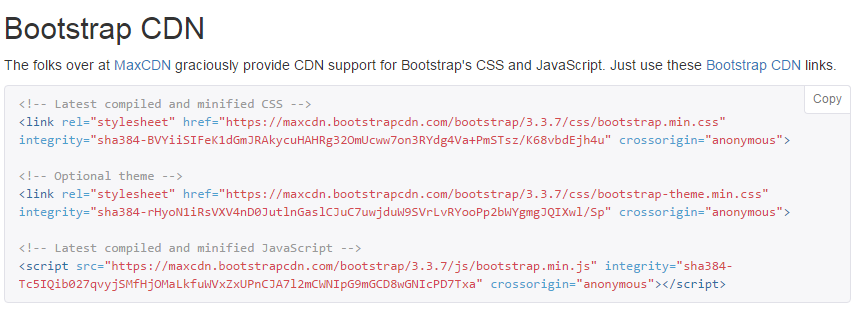 Bootstrap CDN
The folks over at MaxCDN graciously provide CDN support for Bootstrap's CSS and JavaScript. Just use these Bootstrap CDN links.
Copy
<!-- Latest compiled and minified CSS -->
<link rel="stylesheet" href="https://maxcdn.bootstrapcdn.com/bootstrap/3.3.7/css/bootstrap.min.css"
integrity="sha384-BVYiiSIFeK1dGmJRAkycuHAHRg32OmUcww7on3RYdg4Va+PmSTsz/K68vbdEjh4u" crossorigin="anonymous">
<!-- Optional theme -->
<link rel="stylesheet" href="https://maxcdn.bootstrapcdn.com/bootstrap/3.3.7/css/bootstrap-theme.min.css"
integrity="sha384-rHyoN1iRsVXV4nD0JutlnGaslCJuC7uwjduW9SVrLvRYooPp2bWYgmgJQIXwl/Sp" crossorigin="anonymous">
<!-- Latest compiled and minified JavaScript -->
<script src="https://maxcdn.bootstrapcdn.com/bootstrap/3.3.7/js/bootstrap.min.js" integrity="sha384-
Tc5IQib027qvyjSMfHjOMaLkfuWVxZxUPnCJA7l2mCWNIpG9mGCD8wGNIcPD7Txa" crossorigin="anonymous"></script>